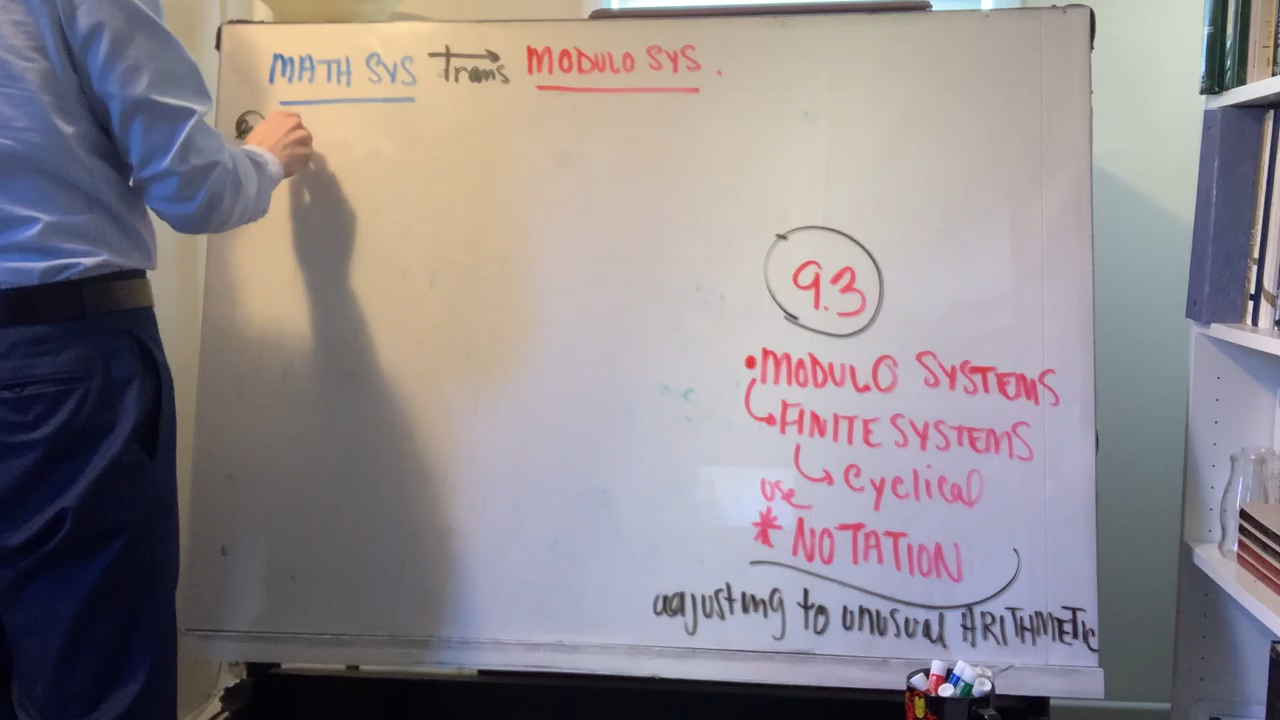 MATH SYS trans MODULO SYS.
9.3
• MODULO SYSTEMS
FINITE SYSTEMS
cyclical
use
* NOTATION
adjusting to unusual ARITHMETIC